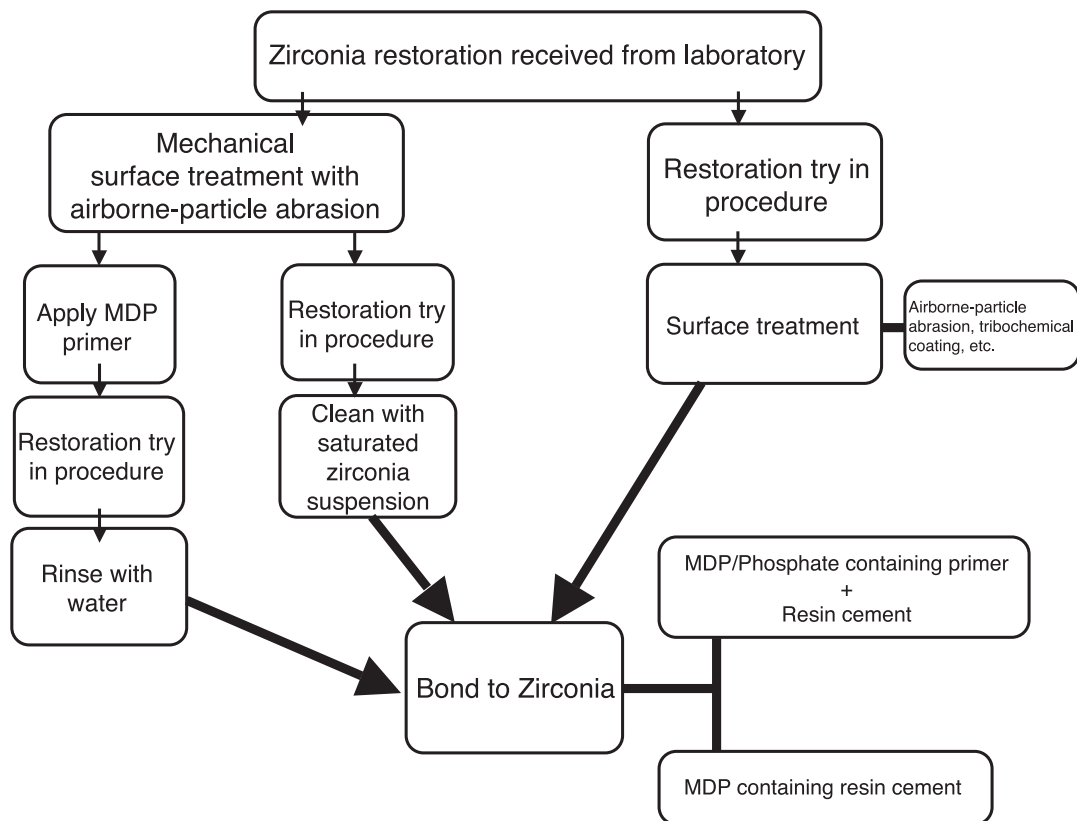 Zirconia restoration received from laboratory
Mechanical
surface treatment with
airborne-particle abrasion
Restoration try in
procedure
Apply MDP
primer
Restoration try
in procedure
Surface treatment
Airborne-particle
abrasion, tribochemical
coating, etc.
Restoration try
in procedure
Clean with
saturated
zirconia
suspension
Rinse with
water
MDP/Phosphate containing primer
+
Resin cement
Bond to Zirconia
MDP containing resin cement